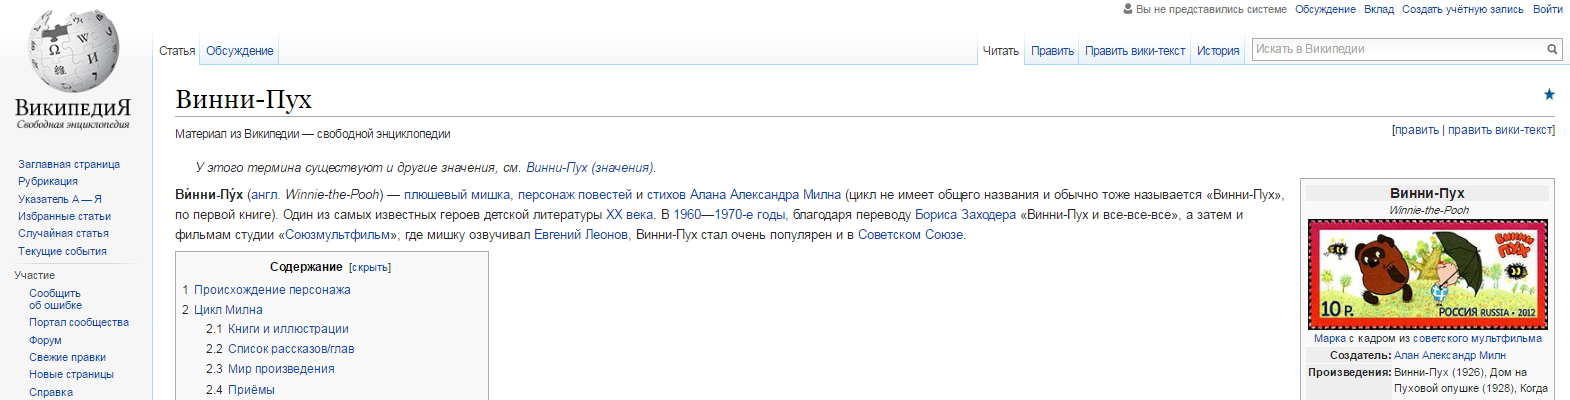 Вы не представились системе Обсуждение Вклад Создать учётную запись Войти
Статья Обсуждение Читать Править Править вики-текст История Искать в Википедии
ВикипедиЯ
Свободная энциклопедия
Заглавная страница
Рубрикация
Указатель А — Я
Избранные статьи
Случайная статья
Текущие события
Участие
Сообщить
об ошибке
Портал сообщества
Форум
Свежие правки
Новые страницы
Справка
Винни-Пух
Материал из Википедии — свободной энциклопедии
[править | править вики-текст]
У этого термина существуют и другие значения, см. Винни-Пух (значения).
Ви́нни-Пу́х (англ. Winnie-the-Pooh) — плюшевый мишка, персонаж повестей и стихов Алана Александра Милна (цикл не имеет общего названия и обычно тоже называется «Винни-Пух»,
по первой книге). Один из самых известных героев детской литературы XX века. В 1960—1970-е годы, благодаря переводу Бориса Заходера «Винни-Пух и все-все-все», а затем и
фильмам студии «Союзмультфильм», где мишку озвучивал Евгений Леонов, Винни-Пух стал очень популярен и в Советском Союзе.
Содержание [скрыть]
1 Происхождение персонажа
2 Цикл Милна
2.1 Книги и иллюстрации
2.2 Список рассказов/глав
2.3 Мир произведения
2.4 Приёмы
Винни-Пух
Winnie-the-Pooh
ВИННИ
ПУХ
10 Р. РОССИЯ RUSSIA • 2012
Марка с кадром из советского мультфильма
Создатель: Алан Александр Милн
Произведения: Винни-Пух (1926), Дом на
Пуховой опушке (1928), Когда